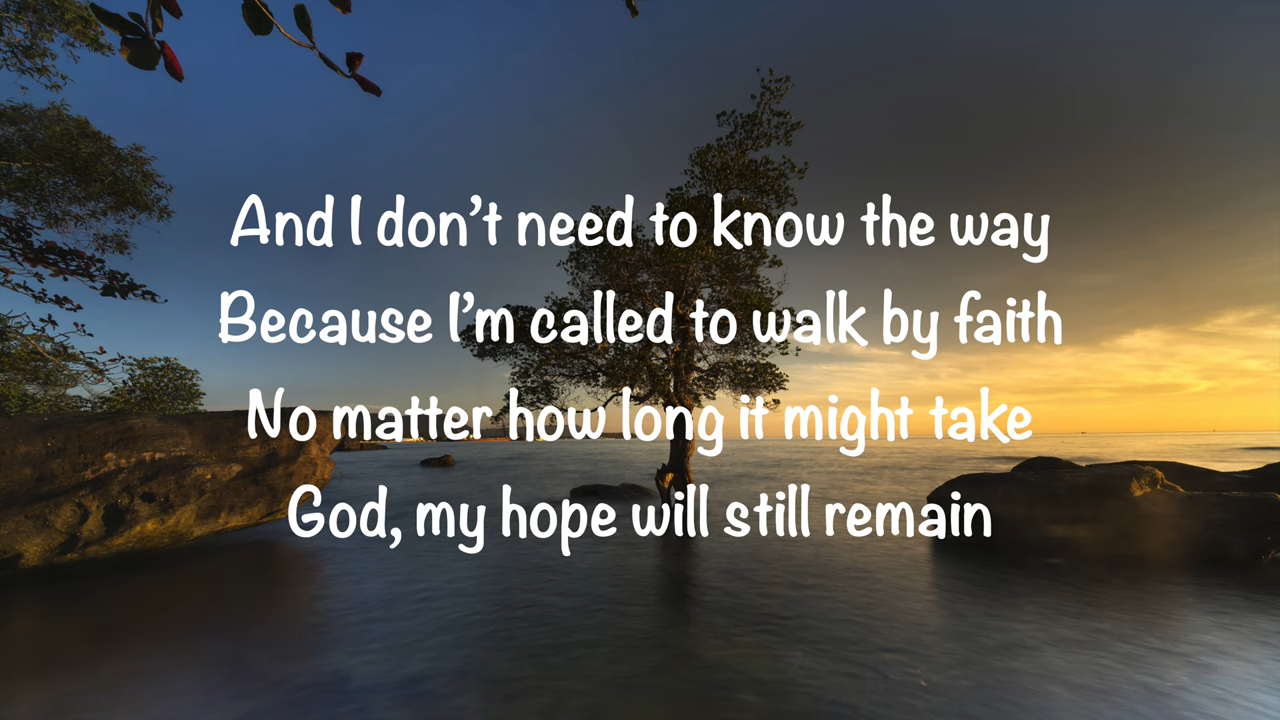 And I don’t need to know the way
Because I’m called to walk by faith
No matter how long it might take
God, my hope will still remain